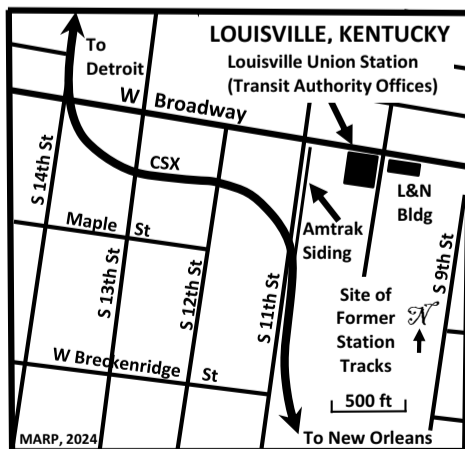 LOUISVILLE, KENTUCKY
Louisville Union Station
(Transit Authority Offices)
To
Detroit
W Broadway
CSX
S 14th St
Maple St
S 13th St
S 12th St
S 11th St
Amtrak
Siding
L&N
Bldg
S 9th St
Site of
Former
Station
Tracks
N
W Breckenridge St
500 ft
MARP, 2024
To New Orleans